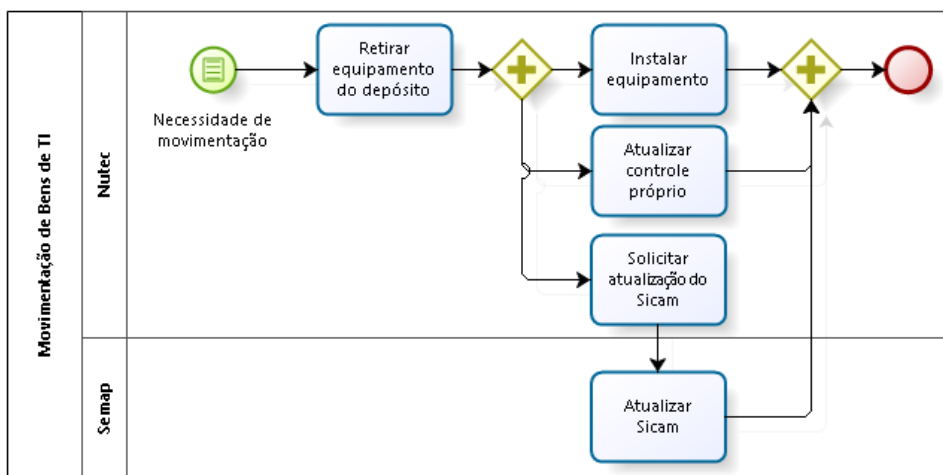 Movimentação de Bens de TI
Nutec
Necessidade de
movimentação
Retirar
equipamento
do depósito
Instalar
equipamento
Atualizar
controle
próprio
Solicitar
atualização do
Sicam
Semap
Atualizar
Sicam